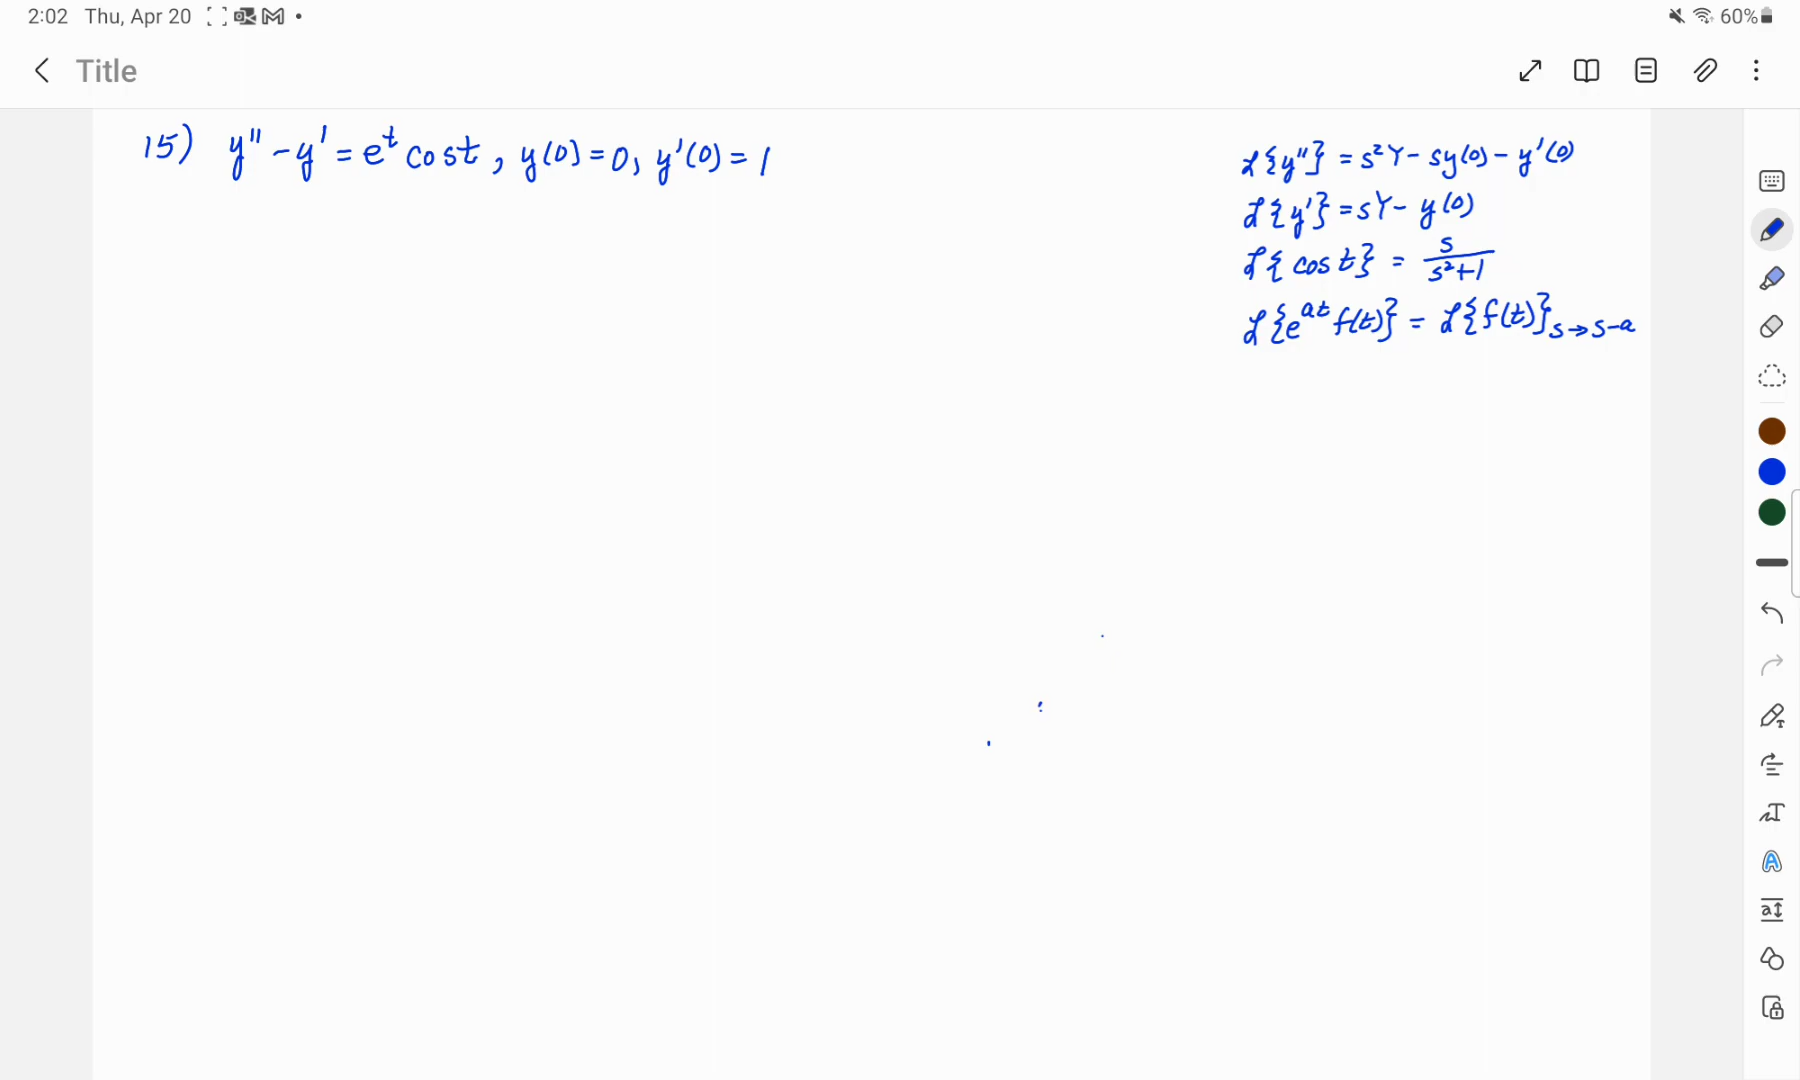 2:02 Thu, Apr 20 60%
Title
15) y'' - y' = e^t cos t, y(0) = 0, y'(0) = 1
ℒ{y''} = s²Y - sy(0) - y'(0)
ℒ{y'} = sY - y(0)
ℒ{cos t} = s/(s²+1)
ℒ{e^{at} f(t)} = ℒ{f(t)}_{s→s-a}